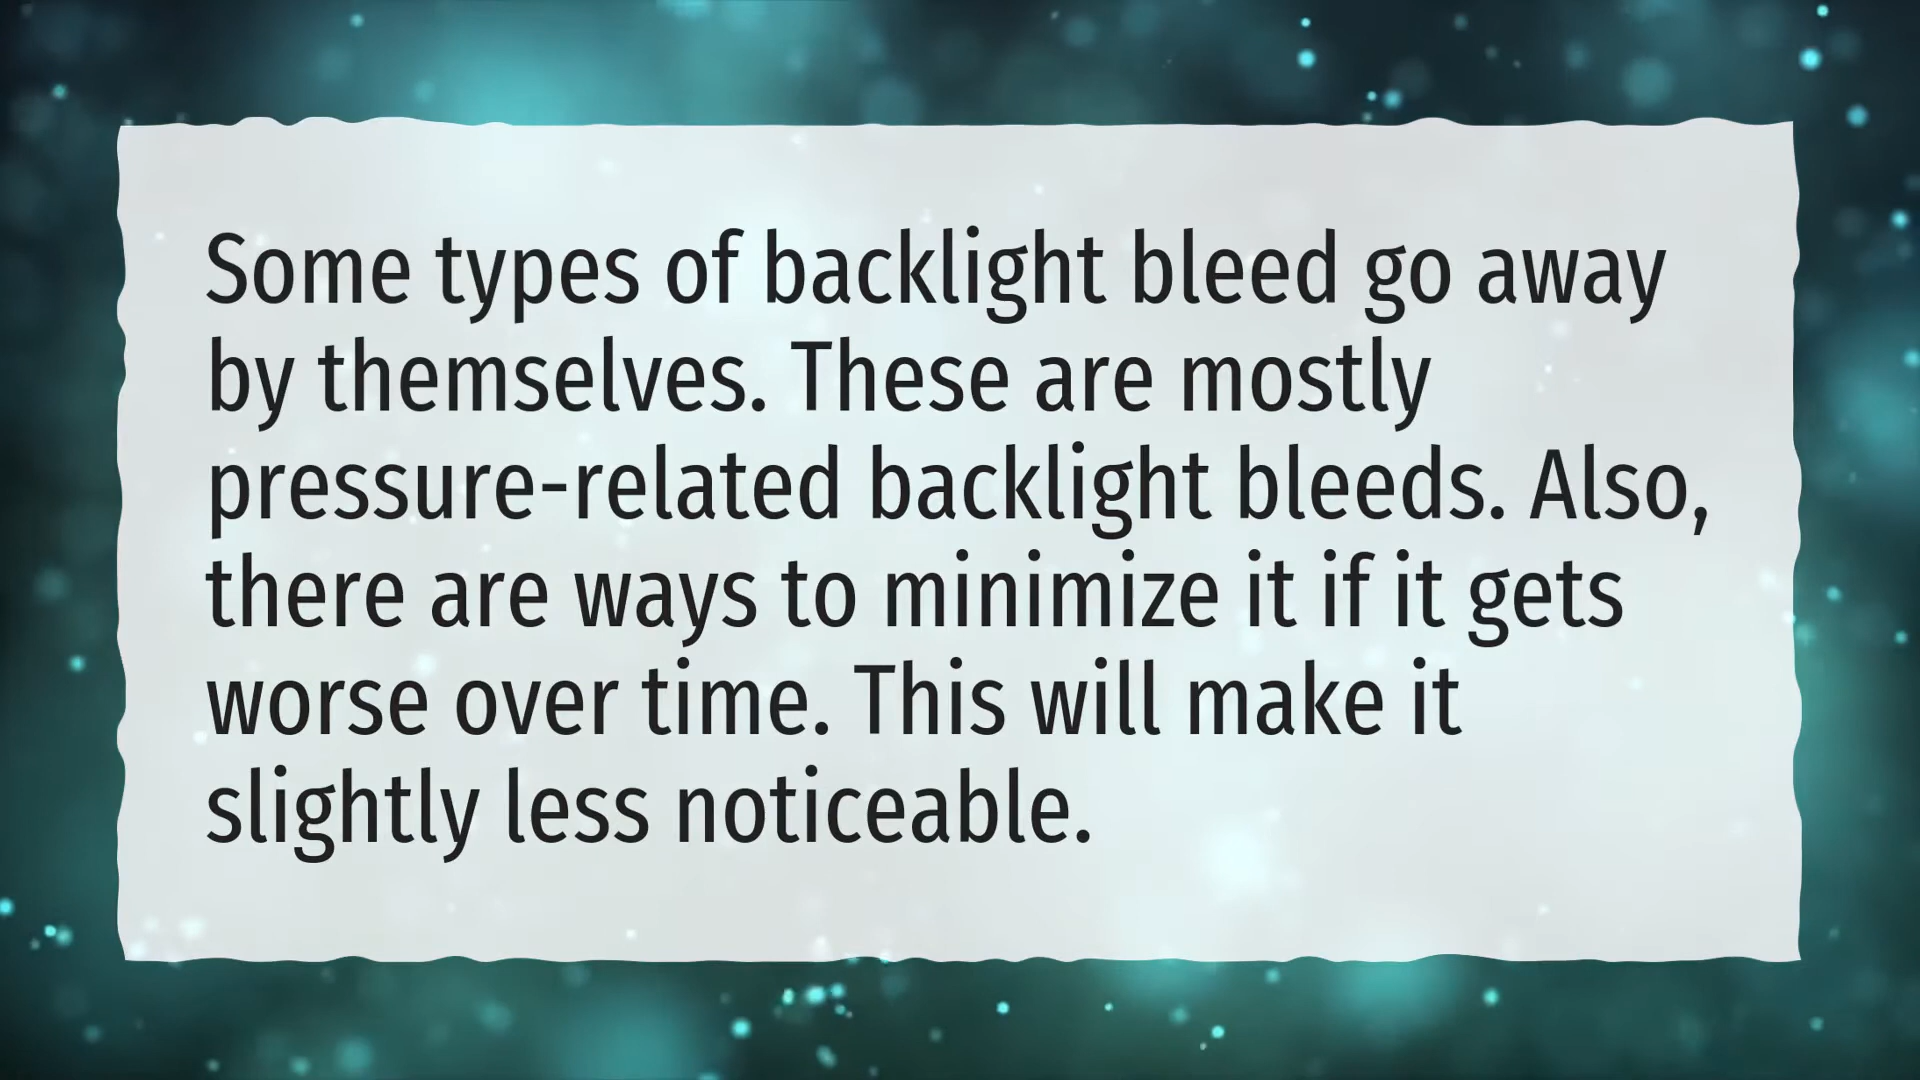 Some types of backlight bleed go away
by themselves. These are mostly
pressure-related backlight bleeds. Also,
there are ways to minimize it if it gets
worse over time. This will make it
slightly less noticeable.